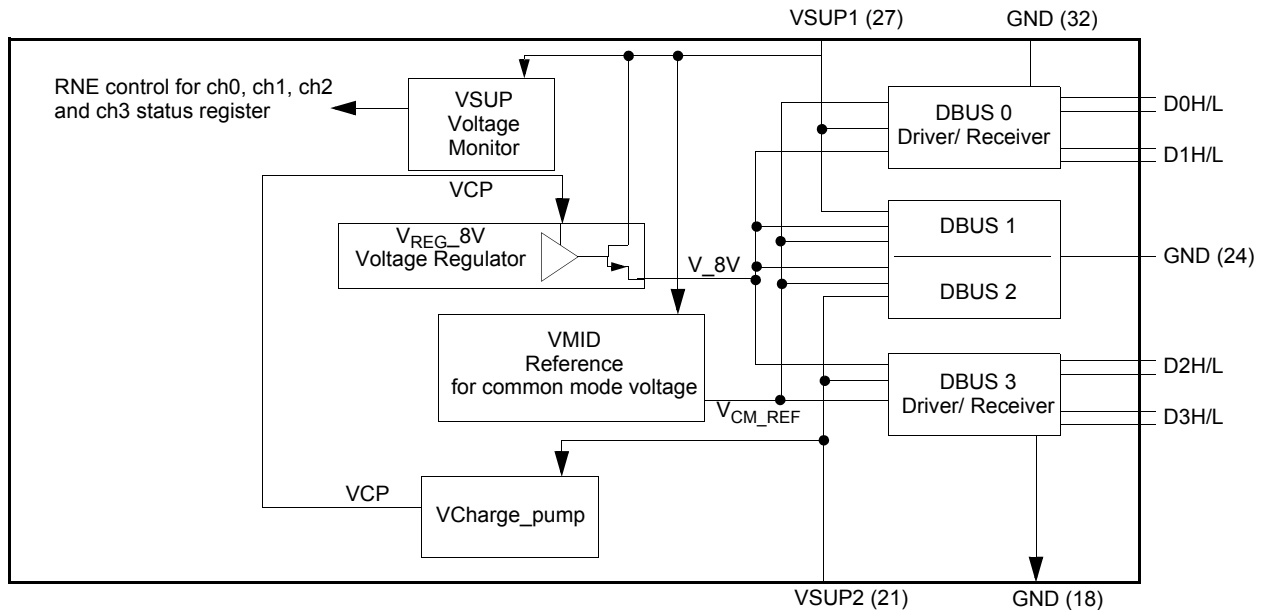 VSUP1 (27)
GND (32)
RNE control for ch0, ch1, ch2
and ch3 status register
VSUP
Voltage
Monitor
DBUS 0
Driver/ Receiver
D0H/L
D1H/L
VCP
VREG_8V
Voltage Regulator
V_8V
DBUS 1
DBUS 2
GND (24)
VMID
Reference
for common mode voltage
VCM_REF
DBUS 3
Driver/ Receiver
D2H/L
D3H/L
VCP
VCharge_pump
VSUP2 (21)
GND (18)